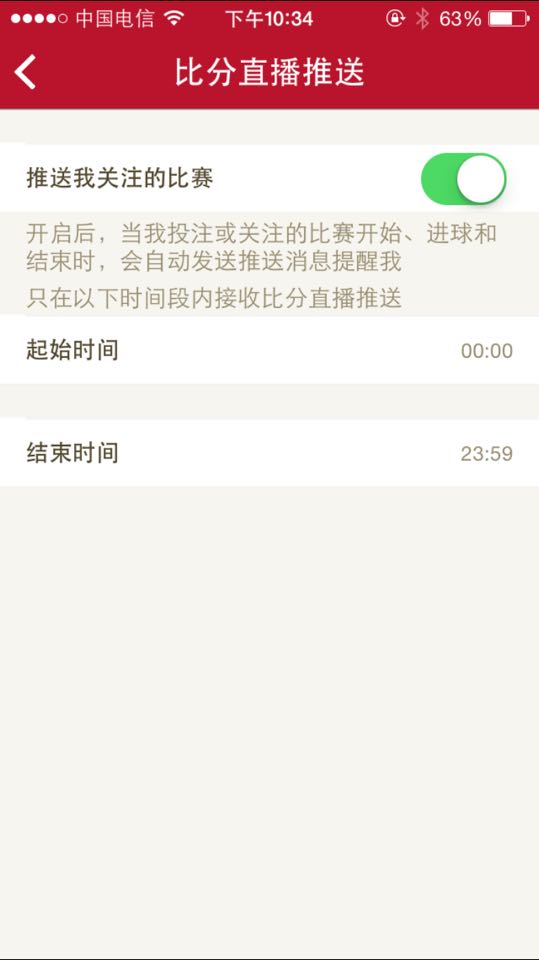 中国电信 下午10:34 63%
比分直播推送
推送我关注的比赛
开启后，当我投注或关注的比赛开始、进球和
结束时，会自动发送推送消息提醒我
只在以下时间段内接收比分直播推送
起始时间 00:00
结束时间 23:59